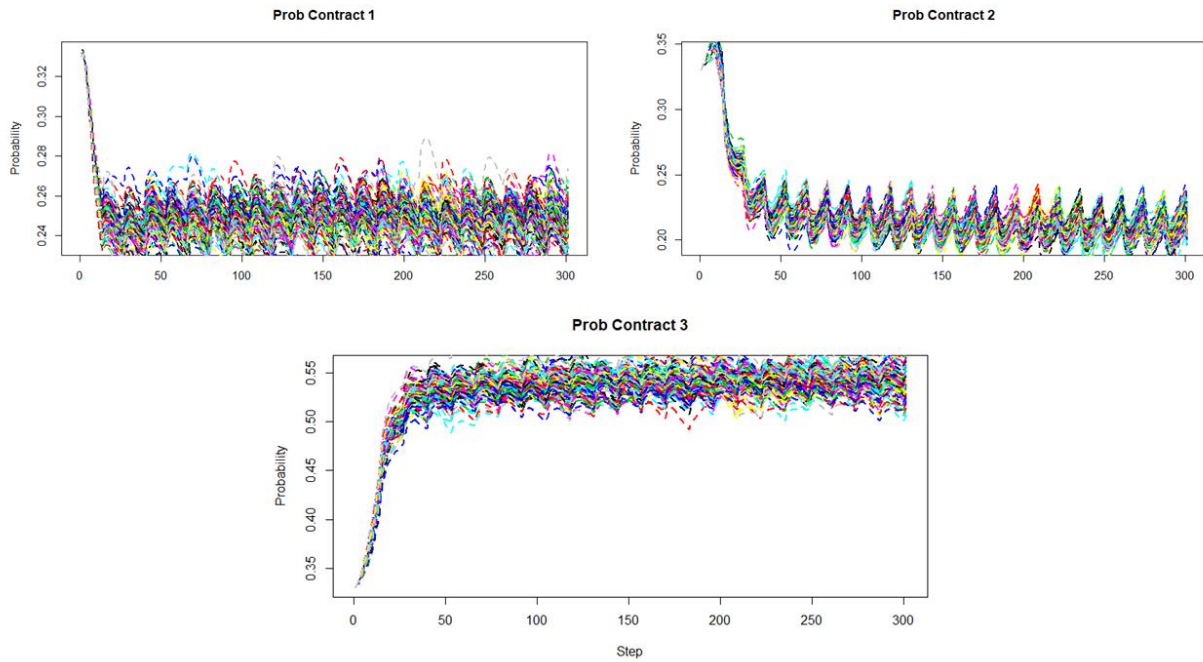 Prob Contract 1
Probability
0.32
0.30
0.28
0.26
0.24
0 50 100 150 200 250 300
Prob Contract 2
Probability
0.35
0.30
0.25
0.20
0 50 100 150 200 250 300
Prob Contract 3
Probability
0.55
0.50
0.45
0.40
0.35
0 50 100 150 200 250 300
Step